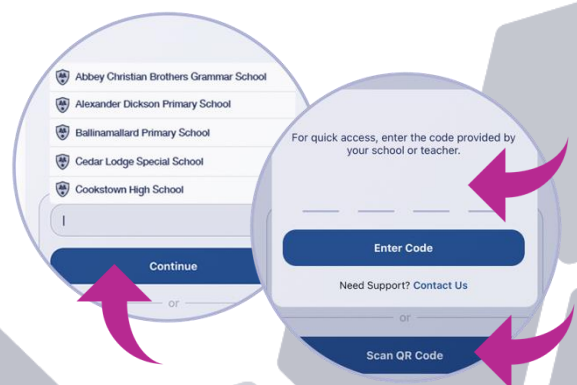 Abbey Christian Brothers Grammar School
Alexander Dickson Primary School
Ballinamallard Primary School
Cedar Lodge Special School
Cookstown High School
Continue
or
For quick access, enter the code provided by
your school or teacher.
Enter Code
Need Support? Contact Us
or
Scan QR Code